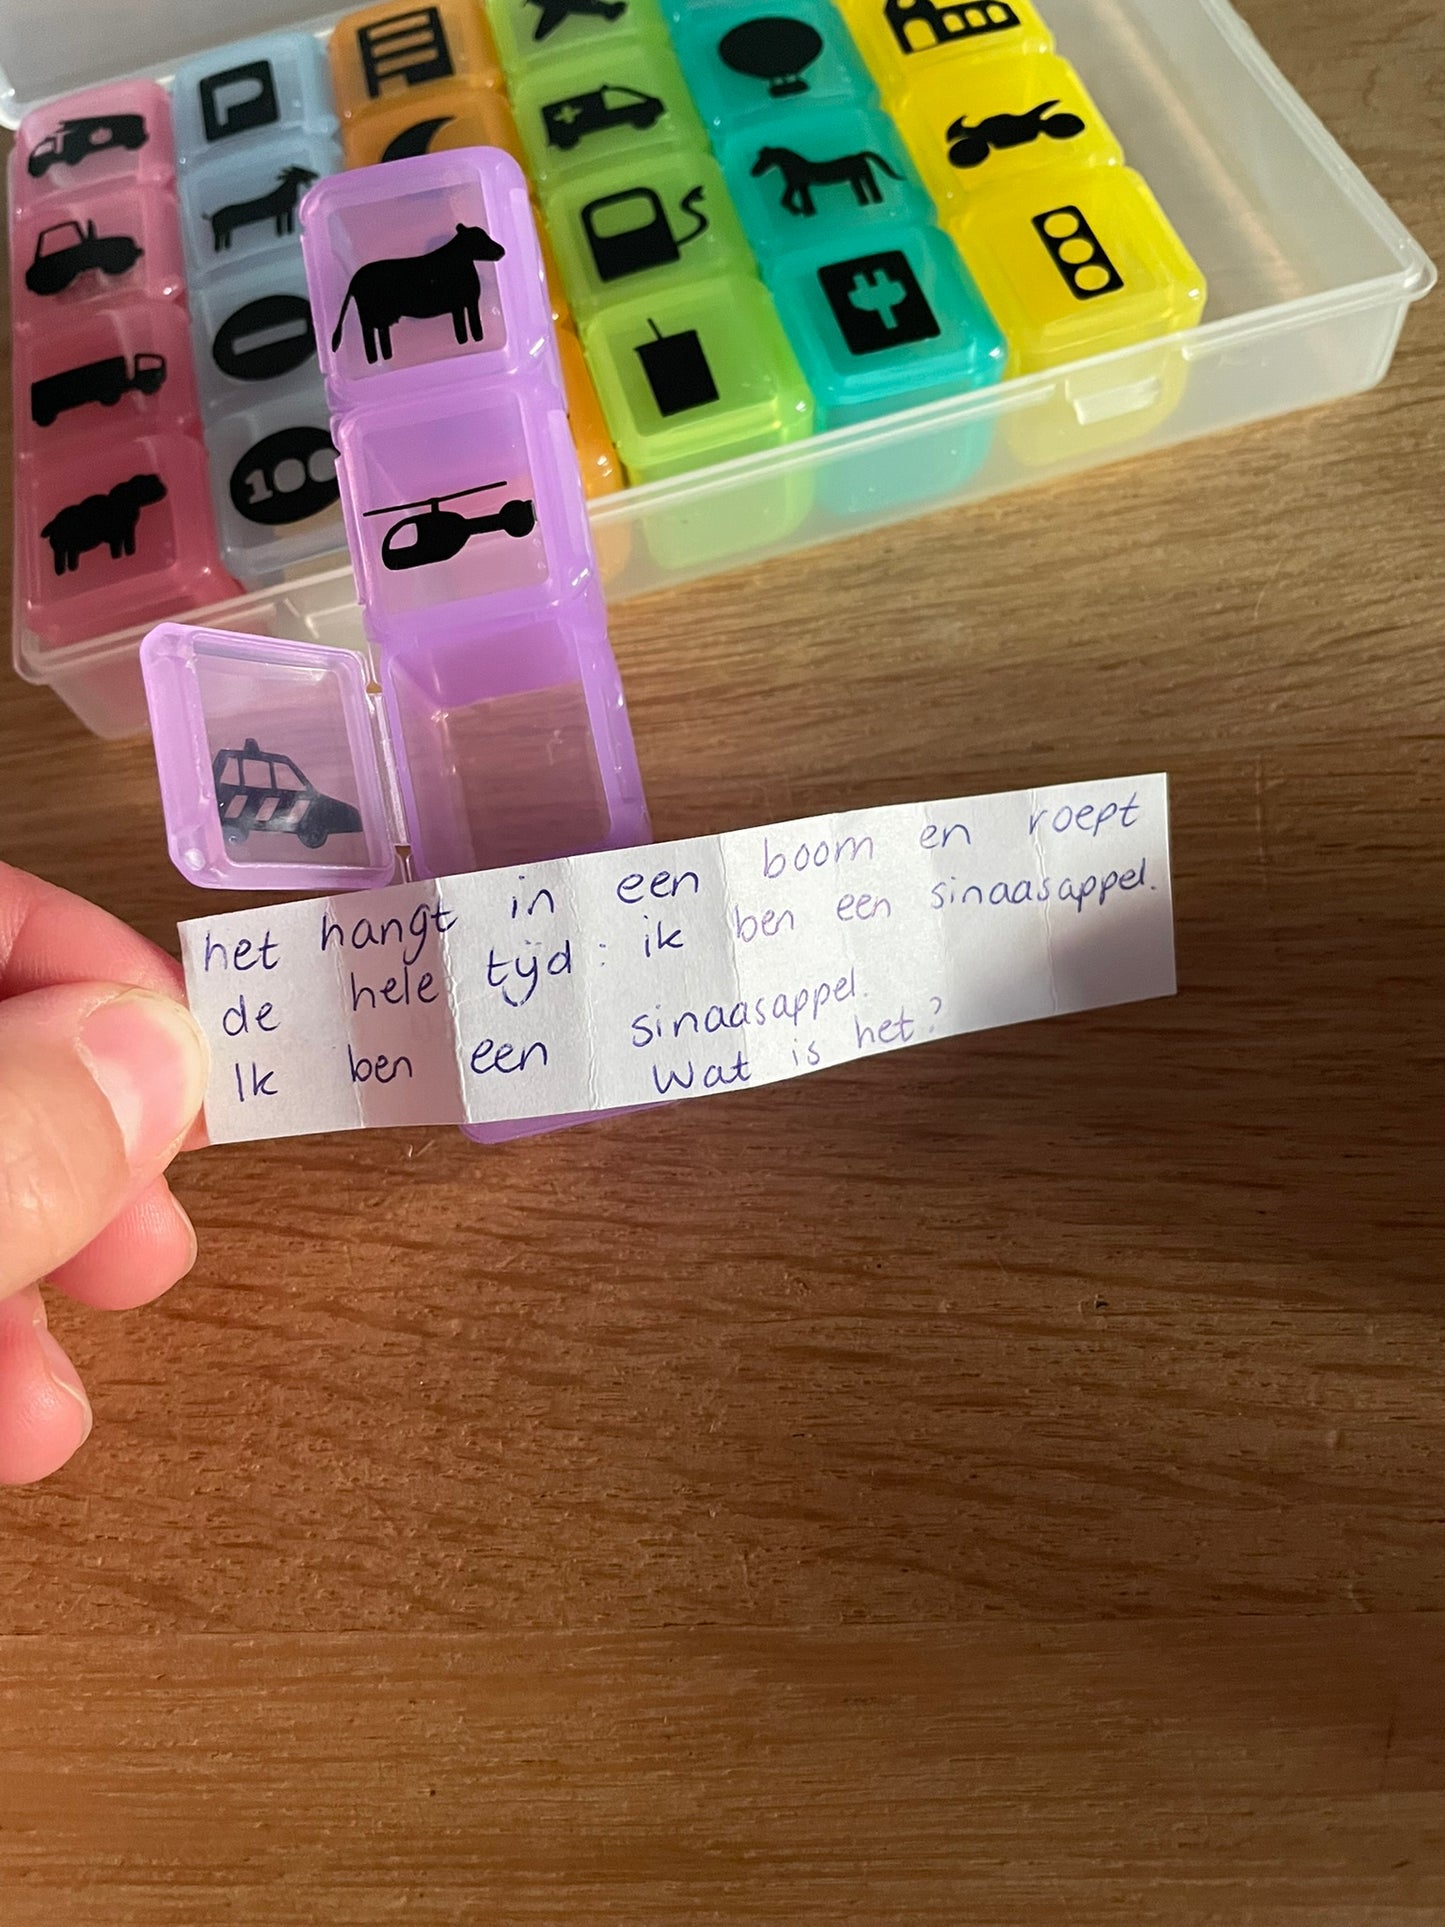 P
100
het hangt in een boom en roept
de hele tijd : ik ben een sinaasappel.
Ik ben een sinaasappel.
Wat is het?